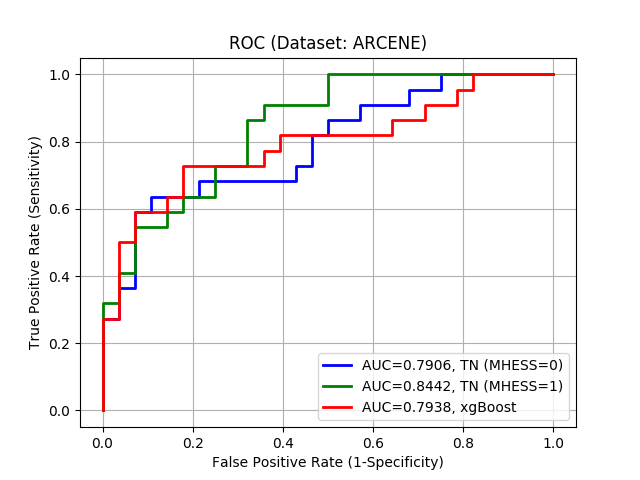 ROC (Dataset: ARCENE)
True Positive Rate (Sensitivity)
1.0
0.8
0.6
0.4
0.2
0.0
AUC=0.7906, TN (MHESS=0)
AUC=0.8442, TN (MHESS=1)
AUC=0.7938, xgBoost
0.0 0.2 0.4 0.6 0.8 1.0
False Positive Rate (1-Specificity)